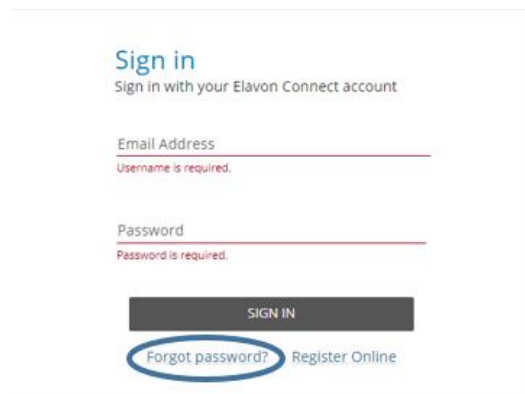 Sign in
Sign in with your Elavon Connect account
Email Address
Username is required.
Password
Password is required.
SIGN IN
Forgot password? Register Online